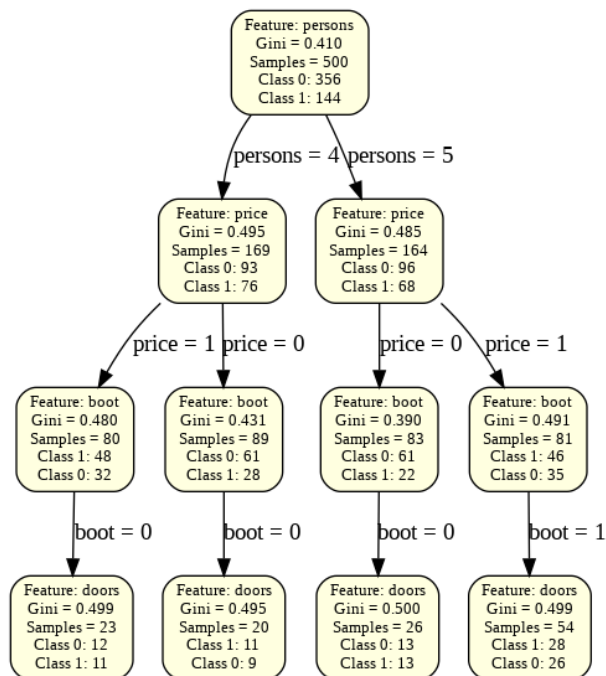 Feature: persons
Gini = 0.410
Samples = 500
Class 0: 356
Class 1: 144
persons = 4
persons = 5
Feature: price
Gini = 0.495
Samples = 169
Class 0: 93
Class 1: 76
Feature: price
Gini = 0.485
Samples = 164
Class 0: 96
Class 1: 68
price = 1
price = 0
price = 0
price = 1
Feature: boot
Gini = 0.480
Samples = 80
Class 1: 48
Class 0: 32
Feature: boot
Gini = 0.431
Samples = 89
Class 0: 61
Class 1: 28
Feature: boot
Gini = 0.390
Samples = 83
Class 0: 61
Class 1: 22
Feature: boot
Gini = 0.491
Samples = 81
Class 1: 46
Class 0: 35
boot = 0
boot = 0
boot = 0
boot = 1
Feature: doors
Gini = 0.499
Samples = 23
Class 0: 12
Class 1: 11
Feature: doors
Gini = 0.495
Samples = 20
Class 1: 11
Class 0: 9
Feature: doors
Gini = 0.500
Samples = 26
Class 0: 13
Class 1: 13
Feature: doors
Gini = 0.499
Samples = 54
Class 1: 28
Class 0: 26